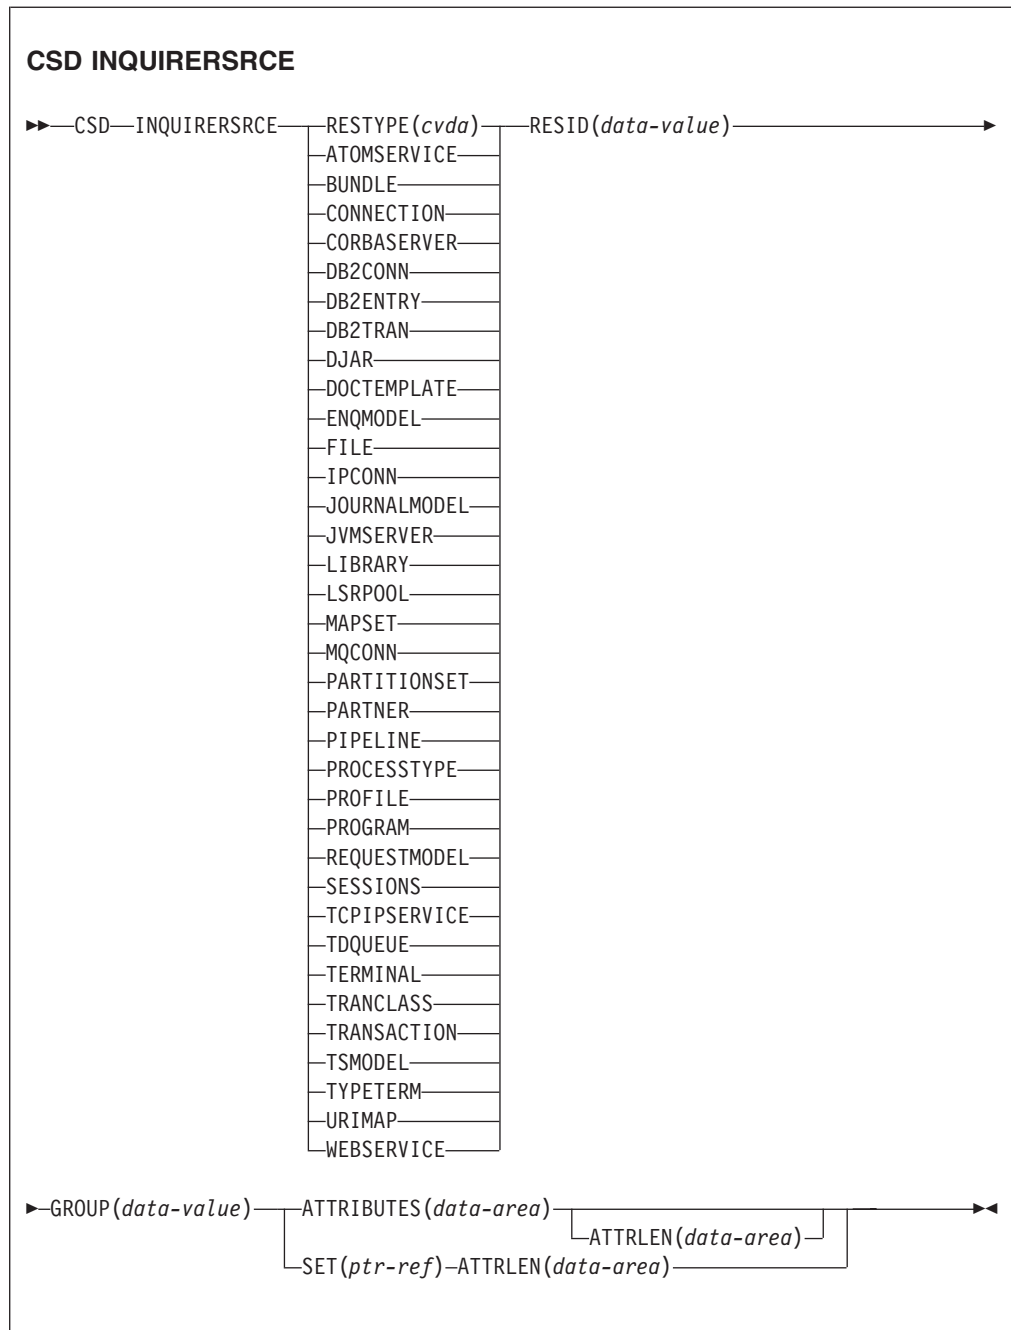 CSD INQUIRERSRCE
CSD INQUIRERSRCE RESTYPE(cvda) RESID(data-value)
ATOMSERVICE
BUNDLE
CONNECTION
CORBASERVER
DB2CONN
DB2ENTRY
DB2TRAN
DJAR
DOCTEMPLATE
ENQMODEL
FILE
IPCONN
JOURNALMODEL
JVMSERVER
LIBRARY
LSRPOOL
MAPSET
MQCONN
PARTITIONSET
PARTNER
PIPELINE
PROCESSTYPE
PROFILE
PROGRAM
REQUESTMODEL
SESSIONS
TCPIPSERVICE
TDQUEUE
TERMINAL
TRANCLASS
TRANSACTION
TSMODEL
TYPETERM
URIMAP
WEBSERVICE
GROUP(data-value) ATTRIBUTES(data-area)
ATTRLEN(data-area)
SET(ptr-ref) ATTRLEN(data-area)